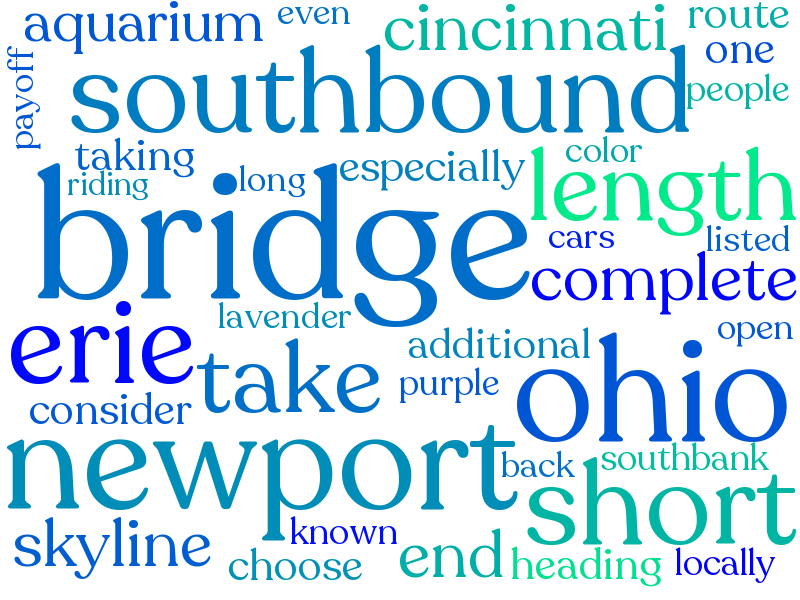 aquarium
even
cincinnati
route
one
payoff
southbound
people
taking
riding
long
especially
color
length
bridge
cars
listed
complete
erie
lavender
open
take
additional
purple
ohio
consider
newport
back
southbank
short
skyline
known
choose
end
heading
locally